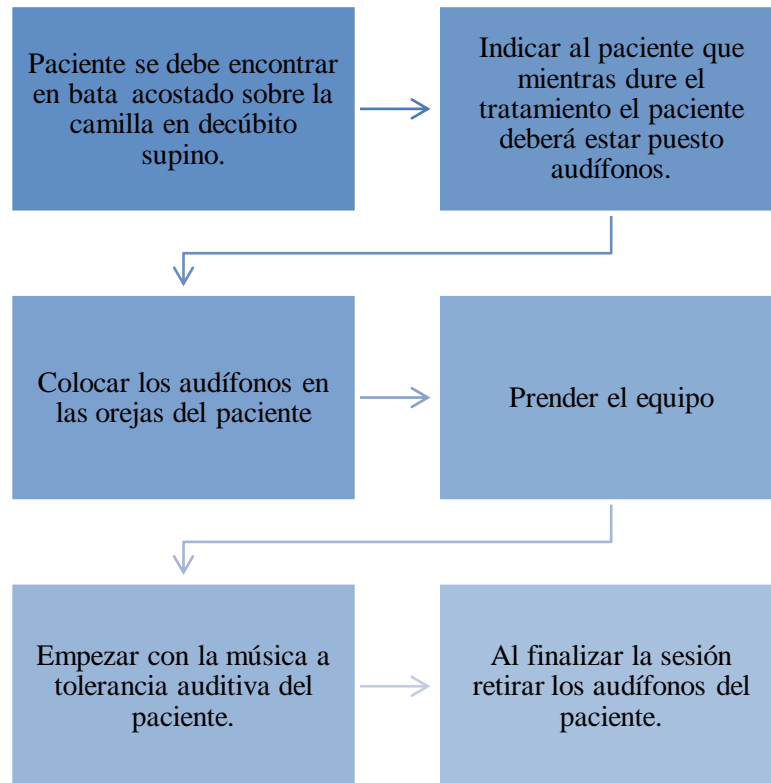 Paciente se debe encontrar
en bata acostado sobre la
camilla en decúbito
supino.
Indicar al paciente que
mientras dure el
tratamiento el paciente
deberá estar puesto
audífonos.
Colocar los audífonos en
las orejas del paciente
Prender el equipo
Empezar con la música a
tolerancia auditiva del
paciente.
Al finalizar la sesión
retirar los audífonos del
paciente.